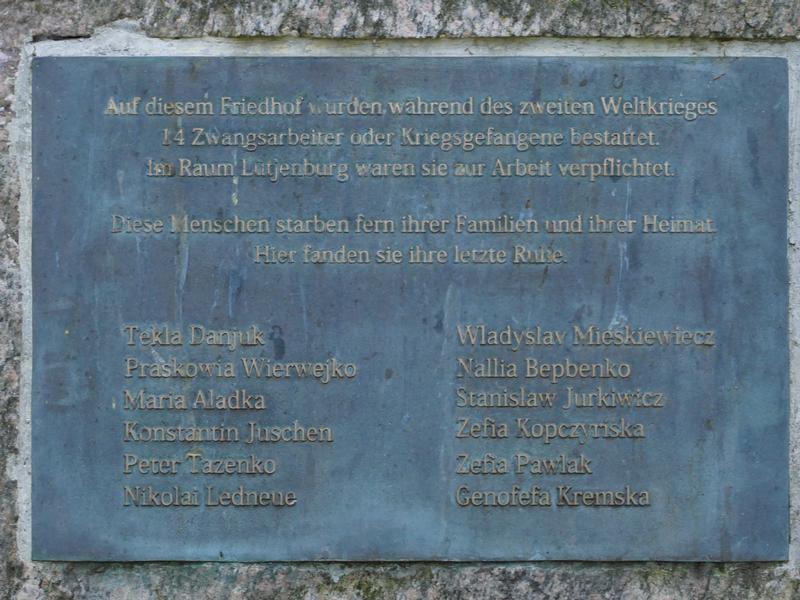 Auf diesem Friedhof wurden während des zweiten Weltkrieges
14 Zwangsarbeiter oder Kriegsgefangene bestattet.
Im Raum Lütjenburg waren sie zur Arbeit verpflichtet.
Diese Menschen starben fern ihrer Familien und ihrer Heimat.
Hier fanden sie ihre letzte Ruhe.
Tekla Danjuk
Praskowia Wierwejko
Maria Aladka
Konstantin Juschen
Peter Tazenko
Nikolai Ledneue
Wladyslav Mieskiewiecz
Nallia Bepbenko
Stanislaw Jurkiwicz
Zefia Kopczyriska
Zefia Pawlak
Genofefa Kremska